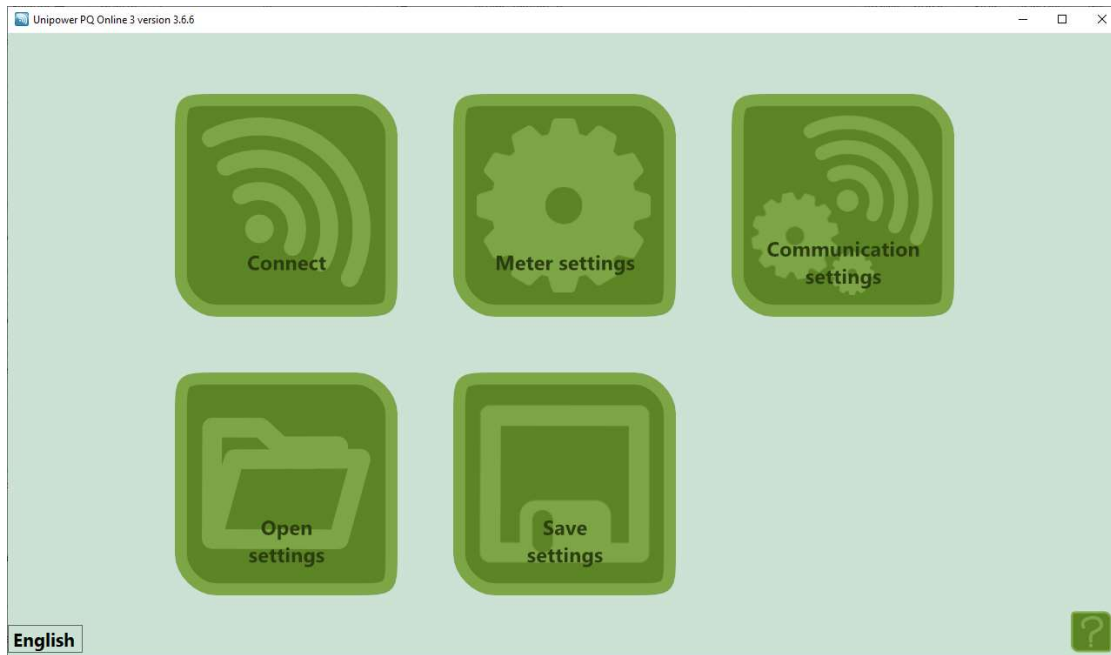 Unipower PQ Online 3 version 3.6.6
Connect
Meter settings
Communication
settings
Open
settings
Save
settings
English
?